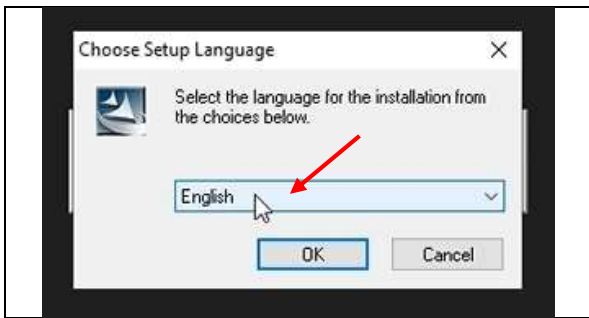 Choose Setup Language
Select the language for the installation from
the choices below.
English
OK
Cancel